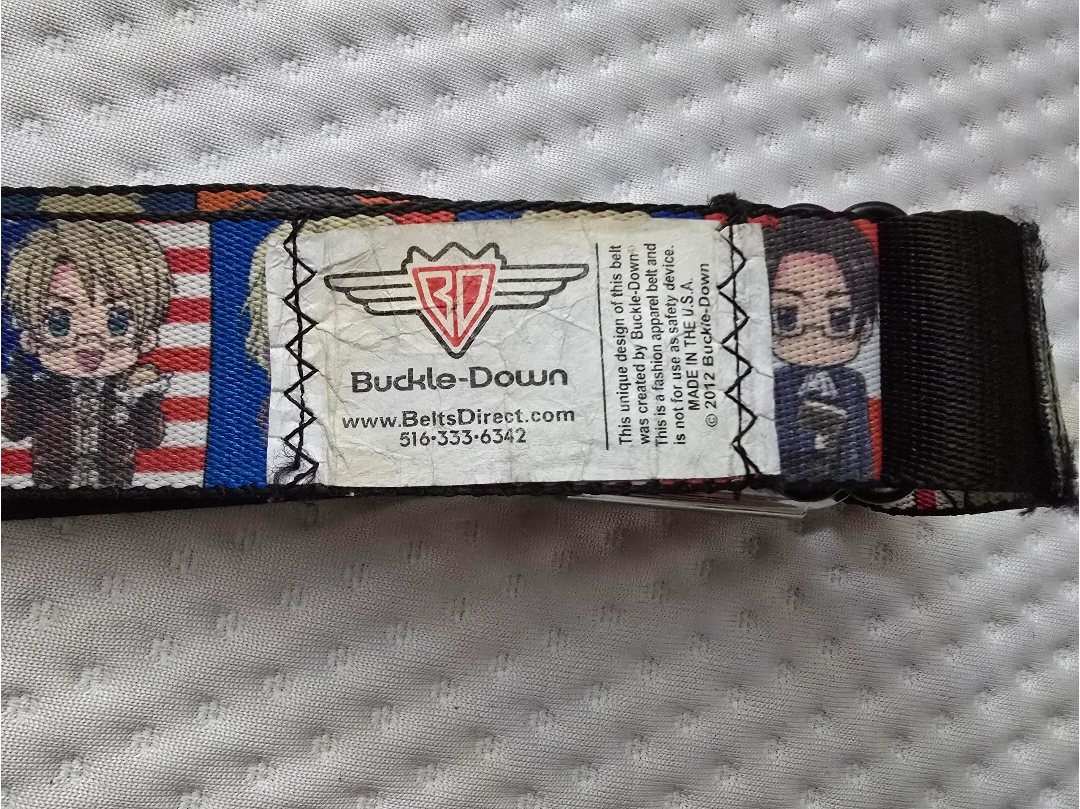 BD
Buckle-Down
www.BeltsDirect.com
516•333•6342
This unique design of this belt
was created by Buckle-Down®
This is a fashion apparel belt and
is not for use as safety device.
MADE IN THE U.S.A.
© 2012 Buckle-Down